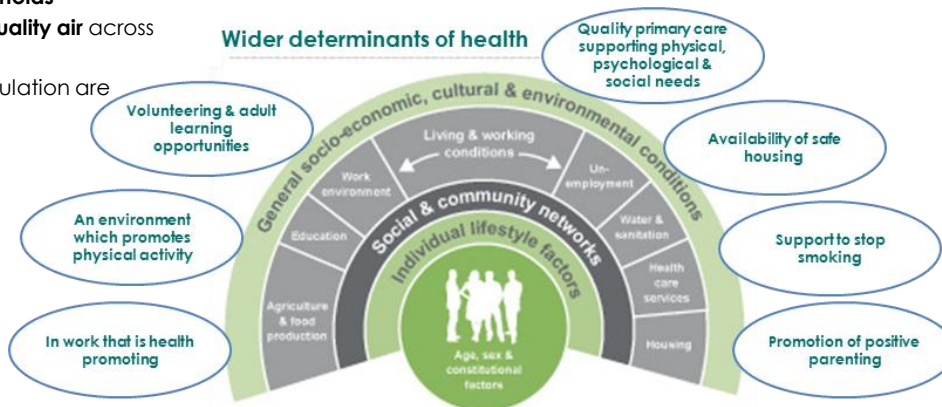 holds
uality air across
ulation are
Wider determinants of health
Quality primary care
supporting physical,
psychological &
social needs
Volunteering & adult
learning
opportunities
Availability of safe
housing
An environment
which promotes
physical activity
Support to stop
smoking
In work that is health
promoting
Promotion of positive
parenting
General socio-economic, cultural & environmental conditions
Living & working
conditions
Work
environment
Education
Agriculture
& food
production
Un-
employment
Water &
sanitation
Health
care
services
Housing
Social & community networks
Individual lifestyle factors
Age, sex &
constitutional
factors